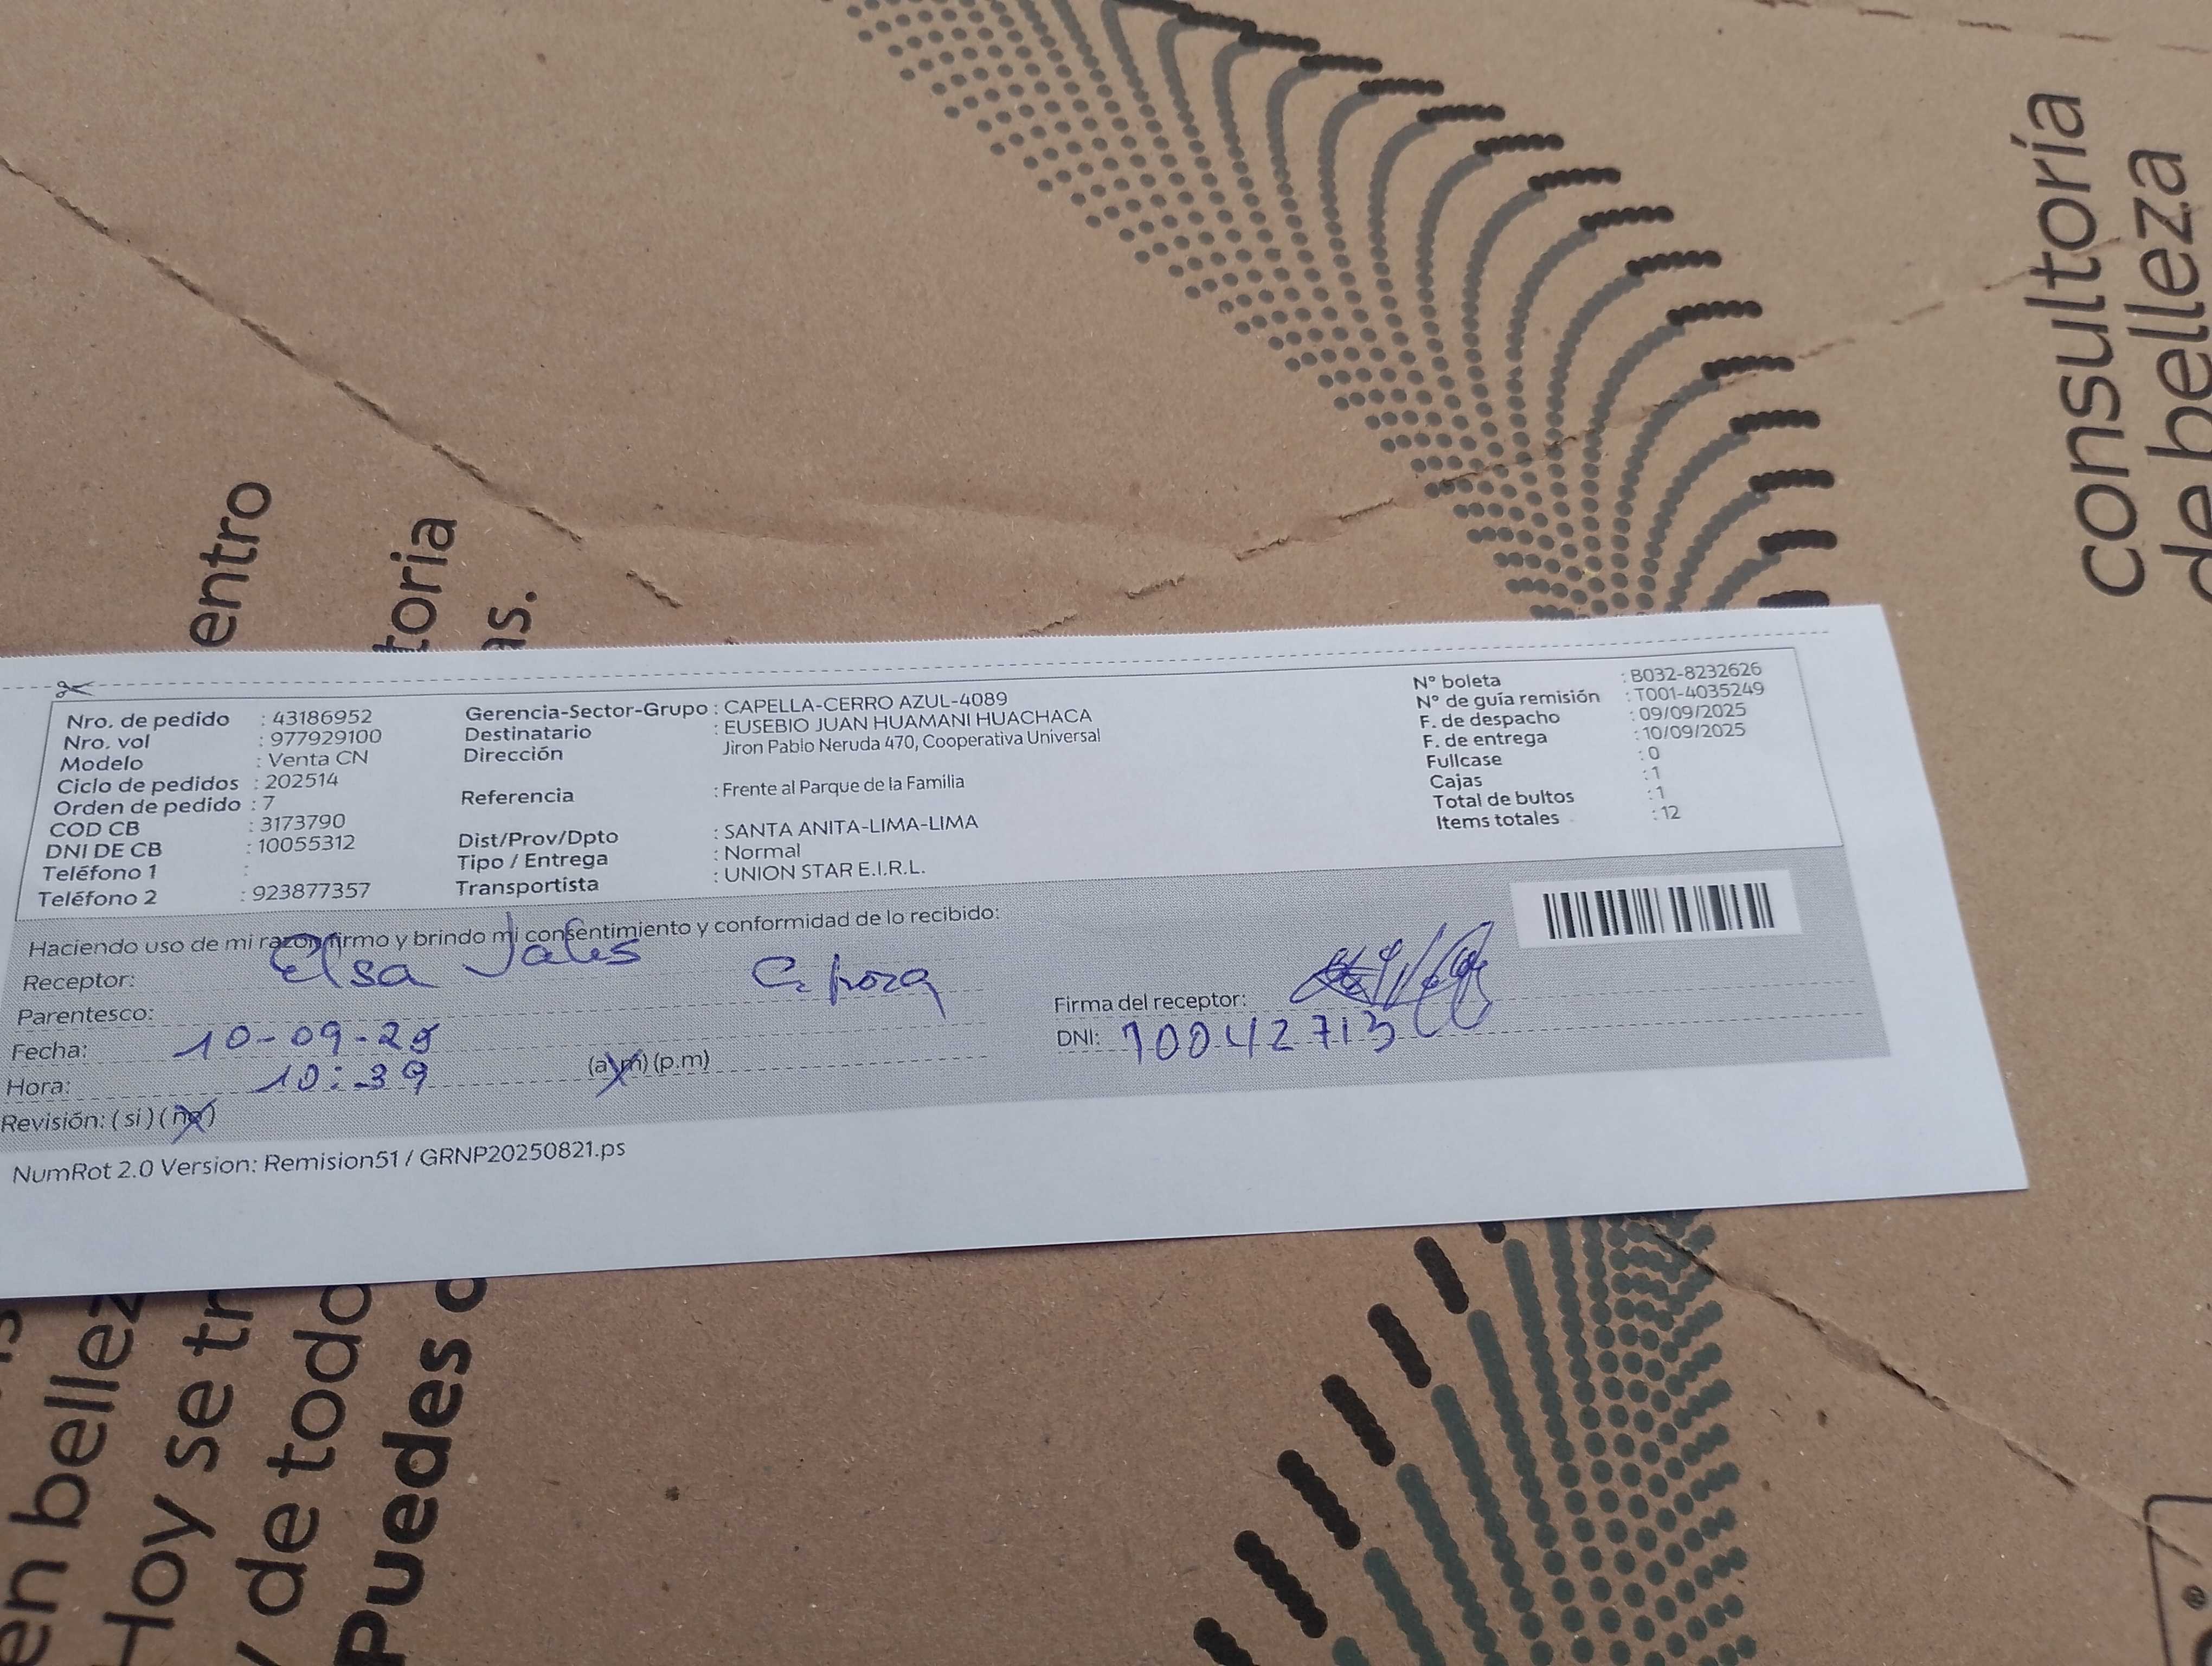 consultoría
de belleza
entro
toria
as.
Nro. de pedido : 43186952
Nro. vol : 977929100
Modelo : Venta CN
Ciclo de pedidos : 202514
Orden de pedido : 7
COD CB : 3173790
DNI DE CB : 10055312
Teléfono 1 :
Teléfono 2 : 923877357
Gerencia-Sector-Grupo : CAPELLA-CERRO AZUL-4089
Destinatario : EUSEBIO JUAN HUAMANI HUACHACA
Dirección Jiron Pablo Neruda 470, Cooperativa Universal
Referencia : Frente al Parque de la Familia
Dist/Prov/Dpto : SANTA ANITA-LIMA-LIMA
Tipo / Entrega : Normal
Transportista : UNION STAR E.I.R.L.
N° boleta : B032-8232626
N° de guía remisión : T001-4035249
F. de despacho : 09/09/2025
F. de entrega : 10/09/2025
Fullcase : 0
Cajas : 1
Total de bultos : 1
Items totales : 12
Haciendo uso de mi razon firmo y brindo mi consentimiento y conformidad de lo recibido:
Receptor: Elsa
Parentesco:
Fecha: 10-09-25
Hora: 10:39 (a.m) (p.m)
Revisión: ( si ) ( no )
Firma del receptor:
DNI: 10042713
NumRot 2.0 Version: Remision51 / GRNP20250821.ps
en bellez
Hoy se tr
y de todo
Puedes